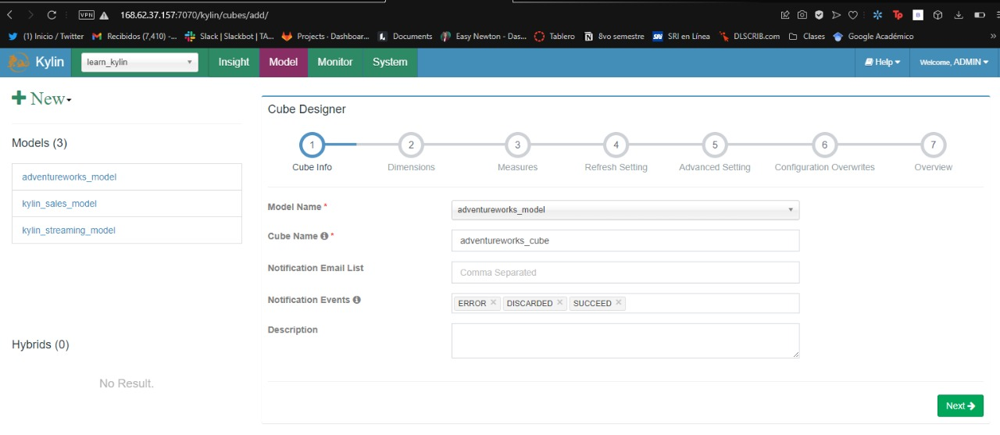 VPN 168.62.37.157:7070/kylin/cubes/add/
(1) Inicio / Twitter Recibidos (7,410) -... Slack | Slackbot | TA... Projects · Dashboar... Documents Easy Newton - Das... Tablero 8vo semestre SRI en Línea DLSCRIB.com Clases Google Académico »
Kylin learn_kylin Insight Model Monitor System Help Welcome, ADMIN
New
Cube Designer
Models (3)
1 2 3 4 5 6 7
Cube Info Dimensions Measures Refresh Setting Advanced Setting Configuration Overwrites Overview
adventureworks_model
kylin_sales_model
kylin_streaming_model
Model Name * adventureworks_model
Cube Name * adventureworks_cube
Notification Email List Comma Separated
Notification Events ERROR × DISCARDED × SUCCEED ×
Description
Hybrids (0)
No Result.
Next